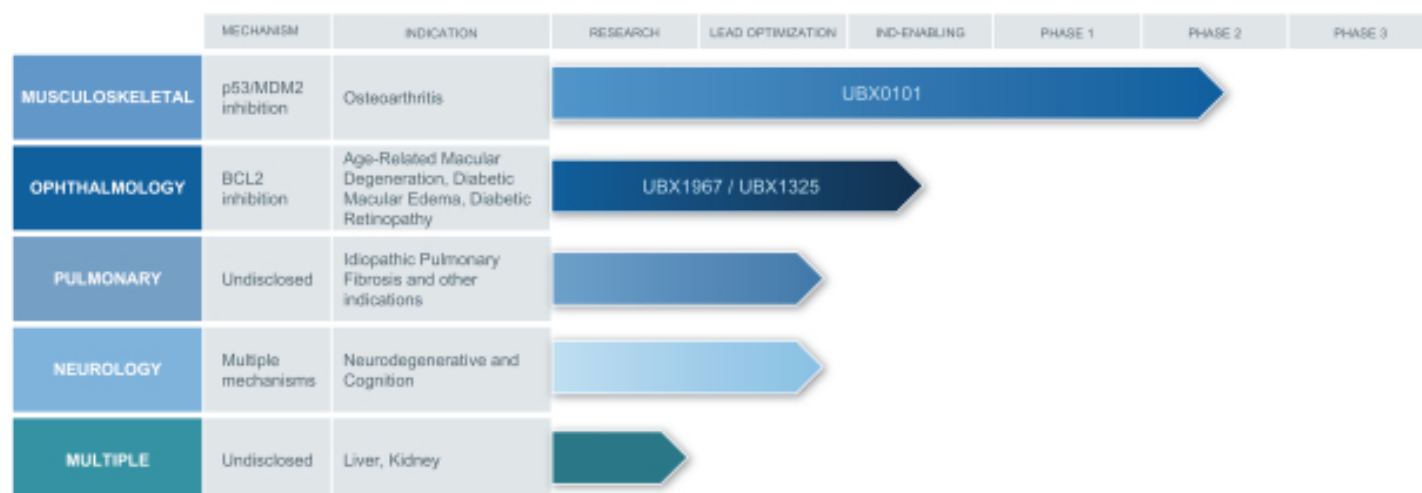 MECHANISM INDICATION RESEARCH LEAD OPTIMIZATION IND-ENABLING PHASE 1 PHASE 2 PHASE 3
MUSCULOSKELETAL
p53/MDM2
inhibition
Osteoarthritis
UBX0101
OPHTHALMOLOGY
BCL2
inhibition
Age-Related Macular
Degeneration, Diabetic
Macular Edema, Diabetic
Retinopathy
UBX1967 / UBX1325
PULMONARY
Undisclosed
Idiopathic Pulmonary
Fibrosis and other
indications
NEUROLOGY
Multiple
mechanisms
Neurodegenerative and
Cognition
MULTIPLE
Undisclosed
Liver, Kidney